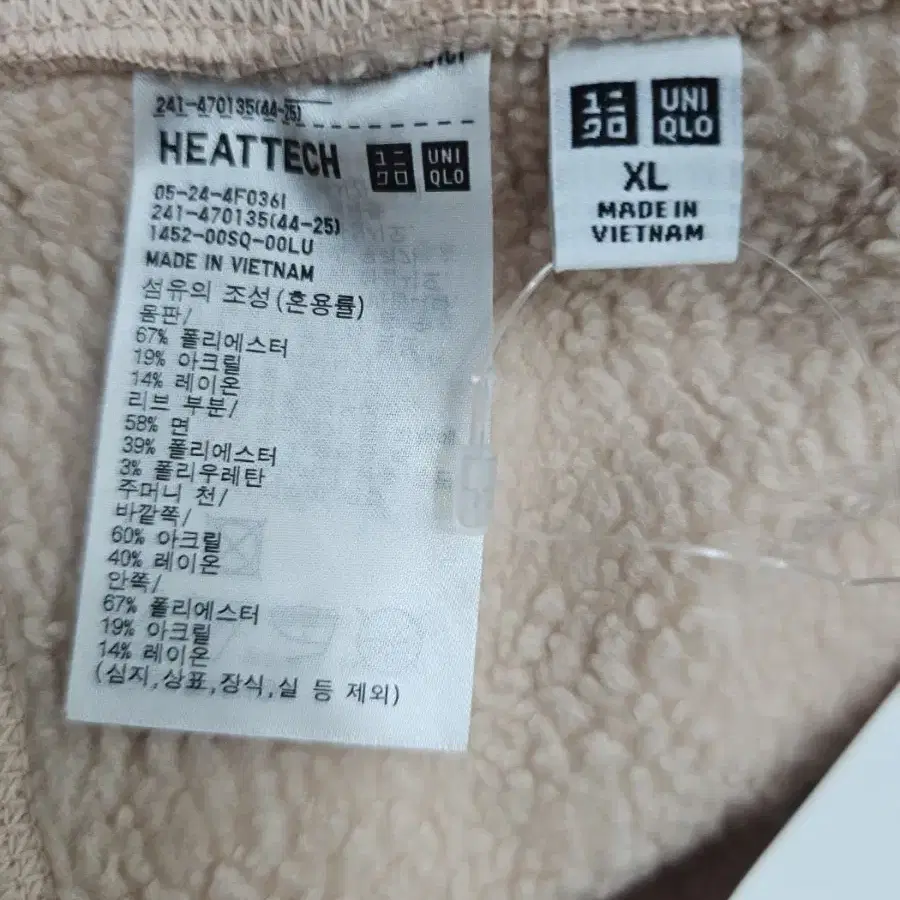 241-470135(44-25)
HEATTECH
ユニ
クロ
UNI
QLO
05-24-4F036I
241-470135(44-25)
1452-00SQ-00LU
MADE IN VIETNAM
섬유의 조성(혼용률)
몸판/
67% 폴리에스터
19% 아크릴
14% 레이온
리브 부분/
58% 면
39% 폴리에스터
3% 폴리우레탄
주머니 천/
바깥쪽/
60% 아크릴
40% 레이온
안쪽/
67% 폴리에스터
19% 아크릴
14% 레이온
(심지,상표,장식,실 등 제외)
ユニ
クロ
UNI
QLO
XL
MADE IN
VIETNAM